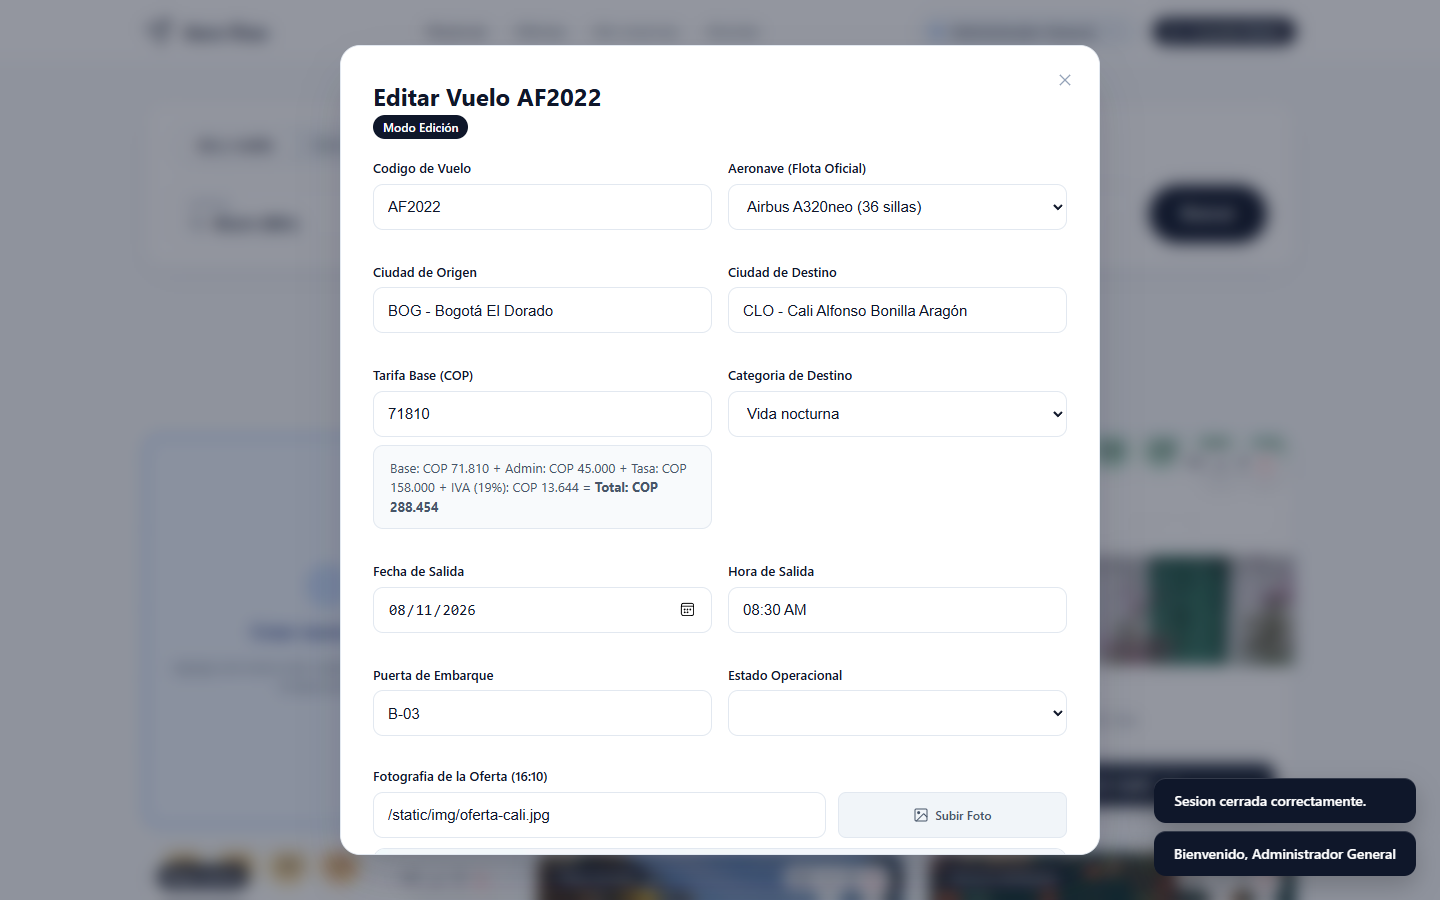 Editar Vuelo AF2022
Modo Edición
Codigo de Vuelo
Aeronave (Flota Oficial)
AF2022
Airbus A320neo (36 sillas)
Ciudad de Origen
Ciudad de Destino
BOG - Bogotá El Dorado
CLO - Cali Alfonso Bonilla Aragón
Tarifa Base (COP)
Categoria de Destino
71810
Vida nocturna
Base: COP 71.810 + Admin: COP 45.000 + Tasa: COP
158.000 + IVA (19%): COP 13.644 = Total: COP
288.454
Fecha de Salida
Hora de Salida
08/11/2026
08:30 AM
Puerta de Embarque
Estado Operacional
B-03
Fotografia de la Oferta (16:10)
/static/img/oferta-cali.jpg
Subir Foto
Sesion cerrada correctamente.
Bienvenido, Administrador General